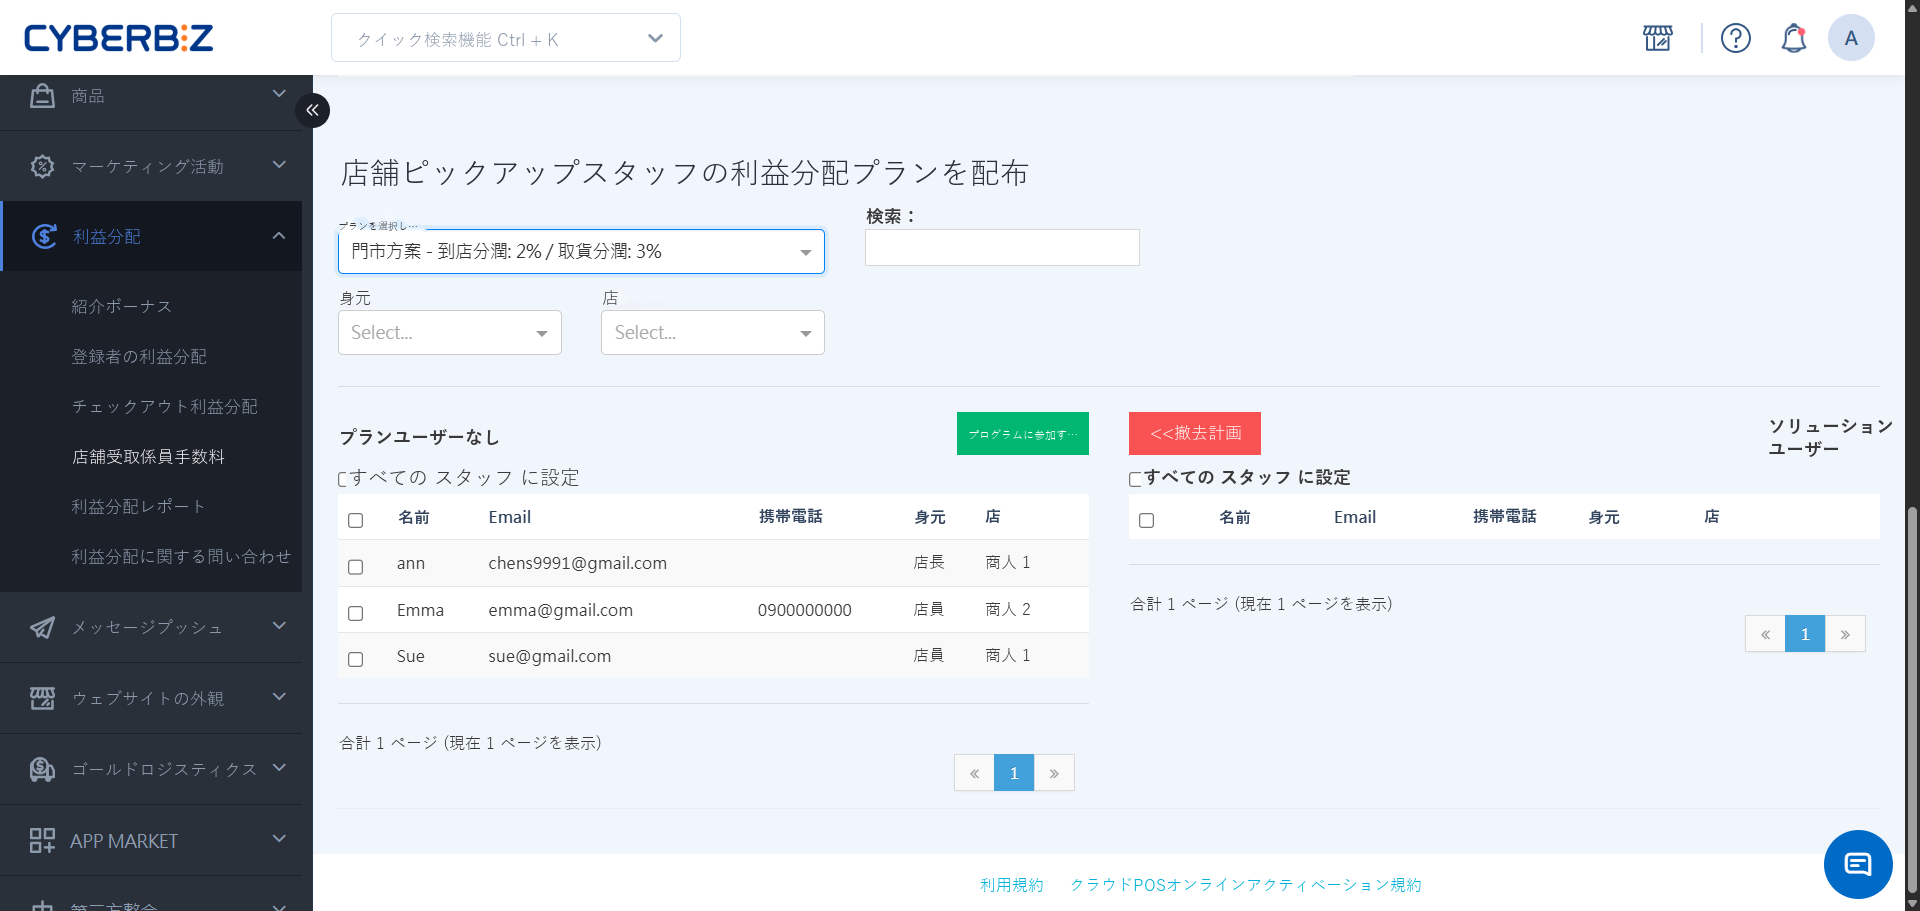 CYBERBIZ
クイック検索機能 Ctrl + K
A
商品
マーケティング活動
利益分配
紹介ボーナス
登録者の利益分配
チェックアウト利益分配
店舗受取係員手数料
利益分配レポート
利益分配に関する問い合わせ
メッセージプッシュ
ウェブサイトの外観
ゴールドロジスティクス
APP MARKET
店舗ピックアップスタッフの利益分配プランを配布
プランを選択し…
門市方案 - 到店分潤: 2% / 取貨分潤: 3%
検索：
身元
店
Select...
Select...
プランユーザーなし
プログラムに参加す…
すべての スタッフ に設定
名前 Email 携帯電話 身元 店
ann chens9991@gmail.com 店長 商人 1
Emma emma@gmail.com 0900000000 店員 商人 2
Sue sue@gmail.com 店員 商人 1
合計 1 ページ (現在 1 ページを表示)
« 1 »
<<撤去計画
ソリューション
ユーザー
すべての スタッフ に設定
名前 Email 携帯電話 身元 店
合計 1 ページ (現在 1 ページを表示)
« 1 »
利用規約 クラウドPOSオンラインアクティベーション規約